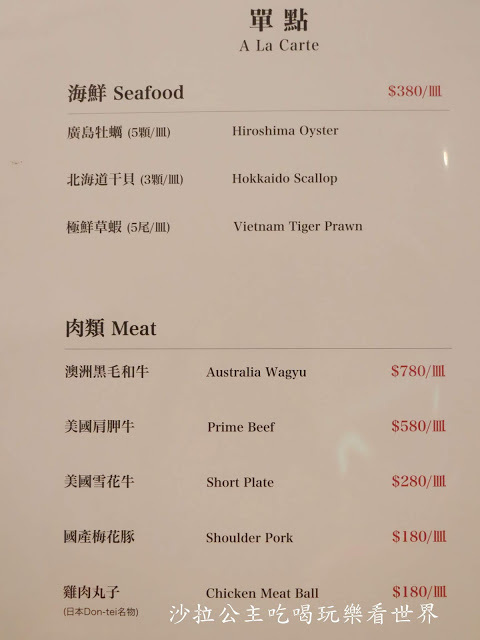 單點
A La Carte
海鮮 Seafood $380/皿
廣島牡蠣 (5顆/皿) Hiroshima Oyster
北海道干貝 (3顆/皿) Hokkaido Scallop
極鮮草蝦 (5尾/皿) Vietnam Tiger Prawn
肉類 Meat
澳洲黑毛和牛 Australia Wagyu $780/皿
美國肩胛牛 Prime Beef $580/皿
美國雪花牛 Short Plate $280/皿
國產梅花豚 Shoulder Pork $180/皿
雞肉丸子 Chicken Meat Ball $180/皿
(日本Don-tei名物)
沙拉公主吃喝玩樂看世界